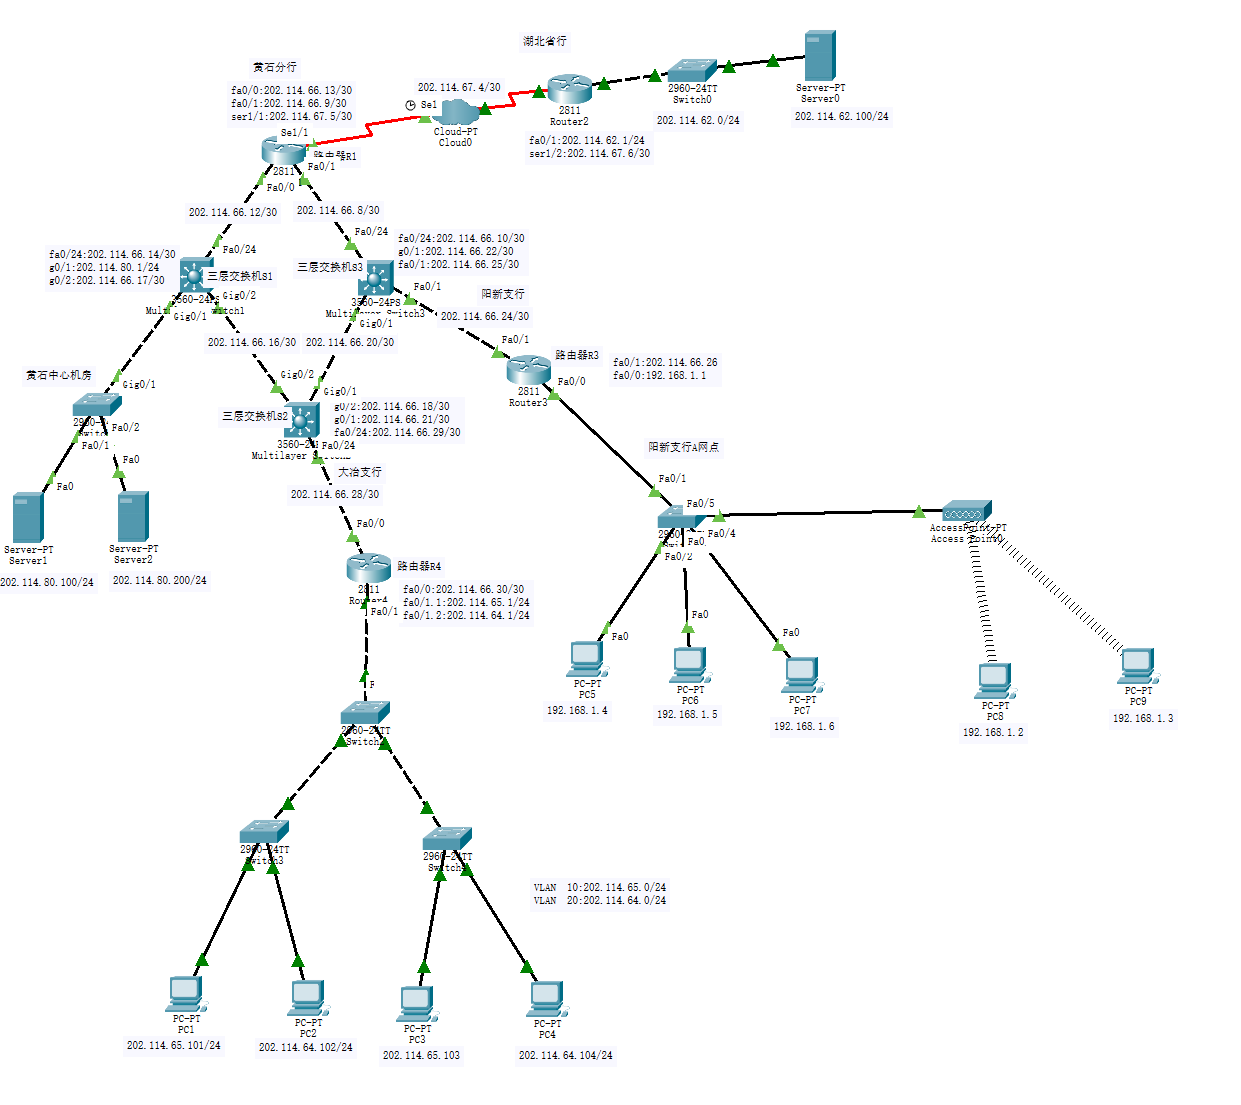 湖北省行
黄石分行
fa0/0:202.114.66.13/30
fa0/1:202.114.66.9/30
ser1/1:202.114.67.5/30
202.114.67.4/30
Se1
Cloud-PT
Cloud0
2811
Router2
fa0/1:202.114.62.1/24
ser1/2:202.114.67.6/30
2960-24TT
Switch0
202.114.62.0/24
Server-PT
Server0
202.114.62.100/24
Se1/1
路由器R1
2811
Fa0/1
Fa0/0
202.114.66.12/30
202.114.66.8/30
Fa0/24
Fa0/24
fa0/24:202.114.66.14/30
g0/1:202.114.80.1/24
g0/2:202.114.66.17/30
三层交换机S1
Gig0/2
Gig0/1
三层交换机S3
fa0/24:202.114.66.10/30
g0/1:202.114.66.22/30
fa0/1:202.114.66.25/30
3560-24PS
Fa0/1
Gig0/1
阳新支行
202.114.66.24/30
202.114.66.16/30
202.114.66.20/30
Fa0/1
路由器R3
fa0/1:202.114.66.26
fa0/0:192.168.1.1
Fa0/0
2811
Router3
黄石中心机房
Gig0/1
Fa0/2
Fa0/1
Fa0
Fa0
Server-PT
Server1
202.114.80.100/24
Server-PT
Server2
202.114.80.200/24
Gig0/2
Gig0/1
三层交换机S2
g0/2:202.114.66.18/30
g0/1:202.114.66.21/30
fa0/24:202.114.66.29/30
Fa0/24
大冶支行
202.114.66.28/30
Fa0/0
路由器R4
2811
fa0/0:202.114.66.30/30
fa0/1.1:202.114.65.1/24
fa0/1.2:202.114.64.1/24
Fa0/1
阳新支行A网点
Fa0/1
Fa0/5
Fa0/4
Fa0/2
AccessPoint-PT
Access Point0
Fa0
Fa0
Fa0
PC-PT
PC5
192.168.1.4
PC-PT
PC6
192.168.1.5
PC-PT
PC7
192.168.1.6
PC-PT
PC8
192.168.1.2
PC-PT
PC9
192.168.1.3
2960-24TT
2960-24TT
Switch3
2960-24TT
VLAN 10:202.114.65.0/24
VLAN 20:202.114.64.0/24
PC-PT
PC1
202.114.65.101/24
PC-PT
PC2
202.114.64.102/24
PC-PT
PC3
202.114.65.103
PC-PT
PC4
202.114.64.104/24